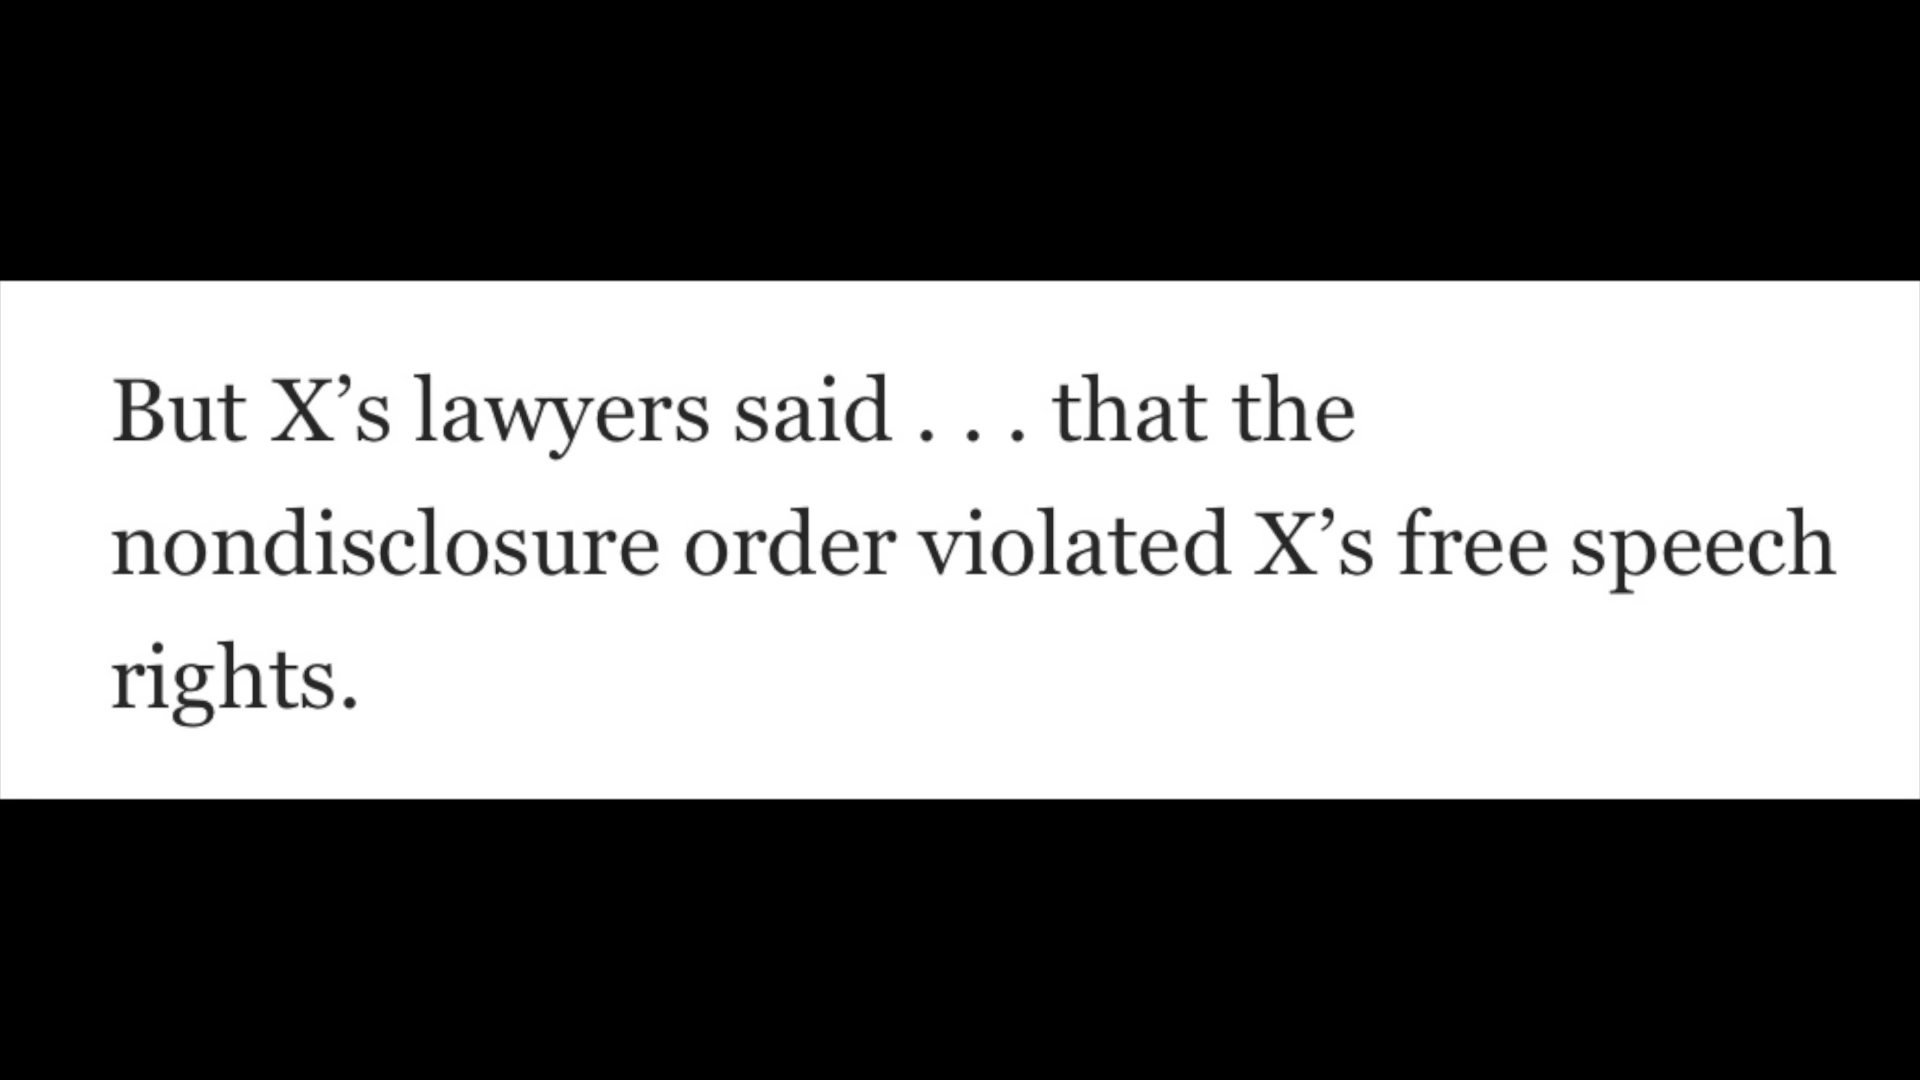 But X’s lawyers said . . . that the
nondisclosure order violated X’s free speech
rights.